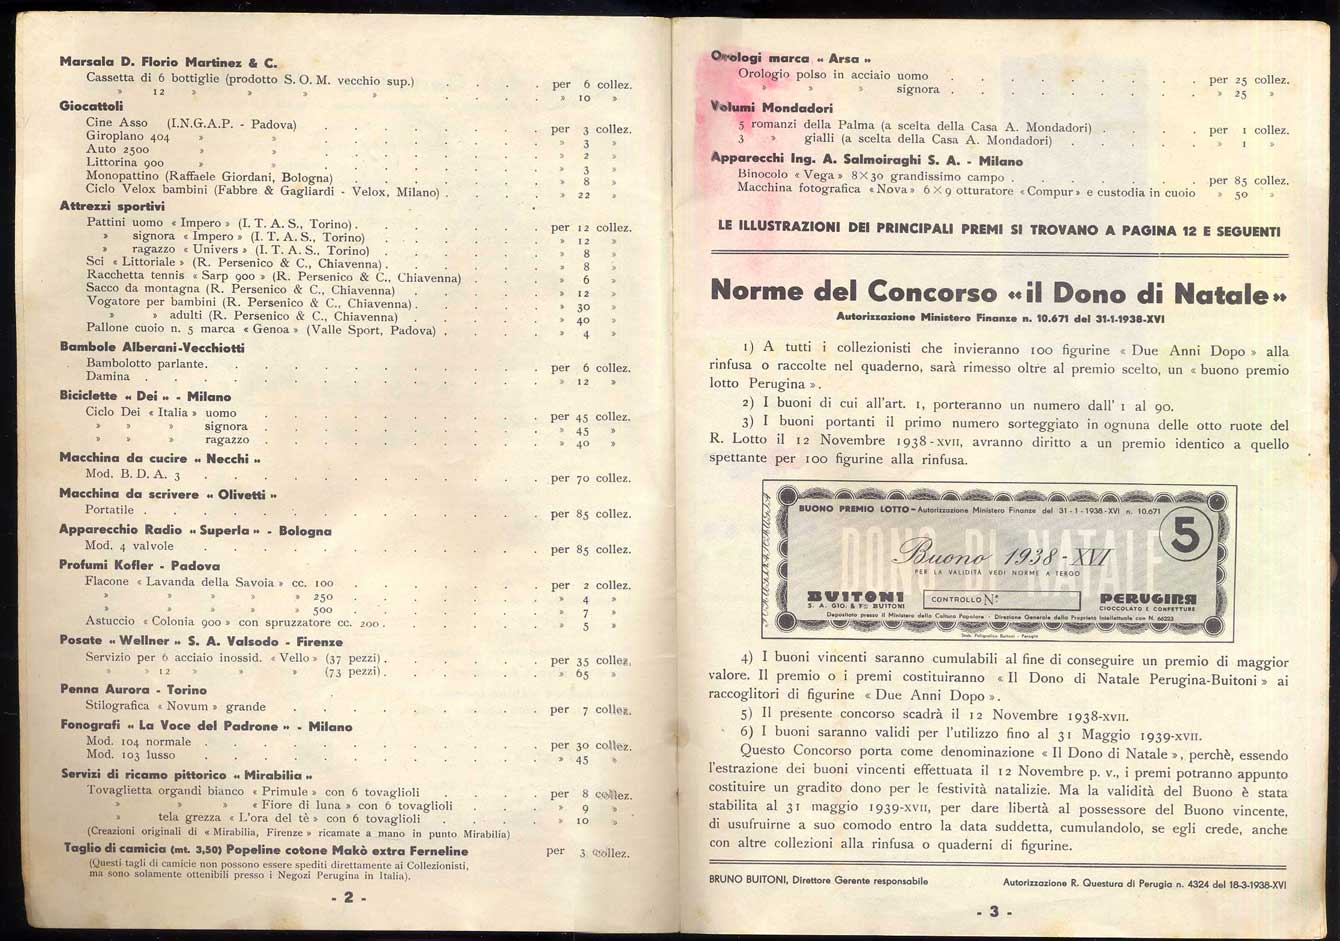 Marsala D. Florio Martinez & C.
Cassetta di 6 bottiglie (prodotto S. O. M. vecchio sup.) . . . per 6 collez.
» 12 » » » . . . » 10 »
Giocattoli
Cine Asso (I.N.G.A.P. - Padova) . . . per 3 collez.
Giroplano 404 » » . . . » 3 »
Auto 2500 » » . . . » 2 »
Littorina 900 » » . . . » 3 »
Monopattino (Raffaele Giordani, Bologna) . . . » 8 »
Ciclo Velox bambini (Fabbre & Gagliardi - Velox, Milano) . . . » 22 »
Attrezzi sportivi
Pattini uomo « Impero » (I. T. A. S., Torino) . . . per 12 collez.
» signora « Impero » (I. T. A. S., Torino) . . . » 12 »
» ragazzo « Univers » (I. T. A. S., Torino) . . . » 8 »
Sci « Littoriale » (R. Persenico & C., Chiavenna) . . . » 8 »
Racchetta tennis « Sarp 900 » (R. Persenico & C., Chiavenna) . . . » 6 »
Sacco da montagna (R. Persenico & C., Chiavenna) . . . » 12 »
Vogatore per bambini (R. Persenico & C., Chiavenna) . . . » 30 »
» » adulti (R. Persenico & C., Chiavenna) . . . » 40 »
Pallone cuoio n. 5 marca « Genoa » (Valle Sport, Padova) . . . » 4 »
Bambole Alberani-Vecchiotti
Bambolotto parlante . . . per 6 collez.
Damina . . . » 12 »
Biciclette « Dei » - Milano
Ciclo Dei « Italia » uomo . . . per 45 collez.
» » » signora . . . » 45 »
» » » ragazzo . . . » 40 »
Macchina da cucire « Necchi »
Mod. B. D. A. 3 . . . per 70 collez.
Macchina da scrivere « Olivetti »
Portatile . . . per 85 collez.
Apparecchio Radio « Superla » - Bologna
Mod. 4 valvole . . . per 85 collez.
Profumi Kofler - Padova
Flacone « Lavanda della Savoia » cc. 100 . . . per 2 collez.
» » » » » 250 . . . » 4 »
» » » » » 500 . . . » 7 »
Astuccio « Colonia 900 » con spruzzatore cc. 200 . . . » 5 »
Posate « Wellner » S. A. Valsodo - Firenze
Servizio per 6 acciaio inossid. « Vello » (37 pezzi) . . . per 35 collez.
» » 12 » » » (73 pezzi) . . . » 65 »
Penna Aurora - Torino
Stilografica « Novum » grande . . . per 7 collez.
Fonografi « La Voce del Padrone » - Milano
Mod. 104 normale . . . per 30 collez.
Mod. 103 lusso . . . » 45 »
Servizi di ricamo pittorico « Mirabilia »
Tovaglietta organdì bianco « Primule » con 6 tovaglioli . . . per 8 collez.
» » » « Fiore di luna » con 6 tovaglioli . . . » 9 »
» tela grezza « L'ora del tè » con 6 tovaglioli . . . » 10 »
(Creazioni originali di « Mirabilia, Firenze » ricamate a mano in punto Mirabilia)
Taglio di camicia (mt. 3,50) Popeline cotone Makò extra Ferneline per 3 collez.
(Questi tagli di camicie non possono essere spediti direttamente ai Collezionisti,
ma sono solamente ottenibili presso i Negozi Perugina in Italia).
- 2 -
Orologi marca « Arsa »
Orologio polso in acciaio uomo . . . per 25 collez.
» » » signora . . . » 25 »
Volumi Mondadori
5 romanzi della Palma (a scelta della Casa A. Mondadori) . . . per 1 collez.
3 » gialli (a scelta della Casa A. Mondadori) . . . » 1 »
Apparecchi Ing. A. Salmoiraghi S. A. - Milano
Binocolo « Vega » 8×30 grandissimo campo . . . per 85 collez.
Macchina fotografica « Nova » 6×9 otturatore « Compur » e custodia in cuoio » 50 »
LE ILLUSTRAZIONI DEI PRINCIPALI PREMI SI TROVANO A PAGINA 12 E SEGUENTI
Norme del Concorso «il Dono di Natale»
Autorizzazione Ministero Finanze n. 10.671 del 31-1-1938-XVI
1) A tutti i collezionisti che invieranno 100 figurine « Due Anni Dopo » alla
rinfusa o raccolte nel quaderno, sarà rimesso oltre al premio scelto, un « buono premio
lotto Perugina ».
2) I buoni di cui all'art. 1, porteranno un numero dall' 1 al 90.
3) I buoni portanti il primo numero sorteggiato in ognuna delle otto ruote del
R. Lotto il 12 Novembre 1938-XVII, avranno diritto a un premio identico a quello
spettante per 100 figurine alla rinfusa.
BUONO PREMIO LOTTO - Autorizzazione Ministero Finanze del 31 - 1 - 1938 - XVI n. 10.671
5
DONO DI NATALE
Buono 1938 - XVI
PER LA VALIDITÀ VEDI NORME A TERGO
BUITONI
S. A. GIO. & F.lli BUITONI
CONTROLLO N°
PERUGINA
CIOCCOLATO E CONFETTURE
Depositato presso il Ministero della Cultura Popolare - Direzione Generale della Proprietà Intellettuale con N. 66223
Stab. Poligrafico Buitoni - Perugia
4) I buoni vincenti saranno cumulabili al fine di conseguire un premio di maggior
valore. Il premio o i premi costituiranno « Il Dono di Natale Perugina-Buitoni » ai
raccoglitori di figurine « Due Anni Dopo ».
5) Il presente concorso scadrà il 12 Novembre 1938-XVII.
6) I buoni saranno validi per l'utilizzo fino al 31 Maggio 1939-XVII.
Questo Concorso porta come denominazione « Il Dono di Natale », perchè, essendo
l'estrazione dei buoni vincenti effettuata il 12 Novembre p. v., i premi potranno appunto
costituire un gradito dono per le festività natalizie. Ma la validità del Buono è stata
stabilita al 31 maggio 1939-XVII, per dare libertà al possessore del Buono vincente,
di usufruirne a suo comodo entro la data suddetta, cumulandolo, se egli crede, anche
con altre collezioni alla rinfusa o quaderni di figurine.
BRUNO BUITONI, Direttore Gerente responsabile Autorizzazione R. Questura di Perugia n. 4324 del 18-3-1938-XVI
- 3 -